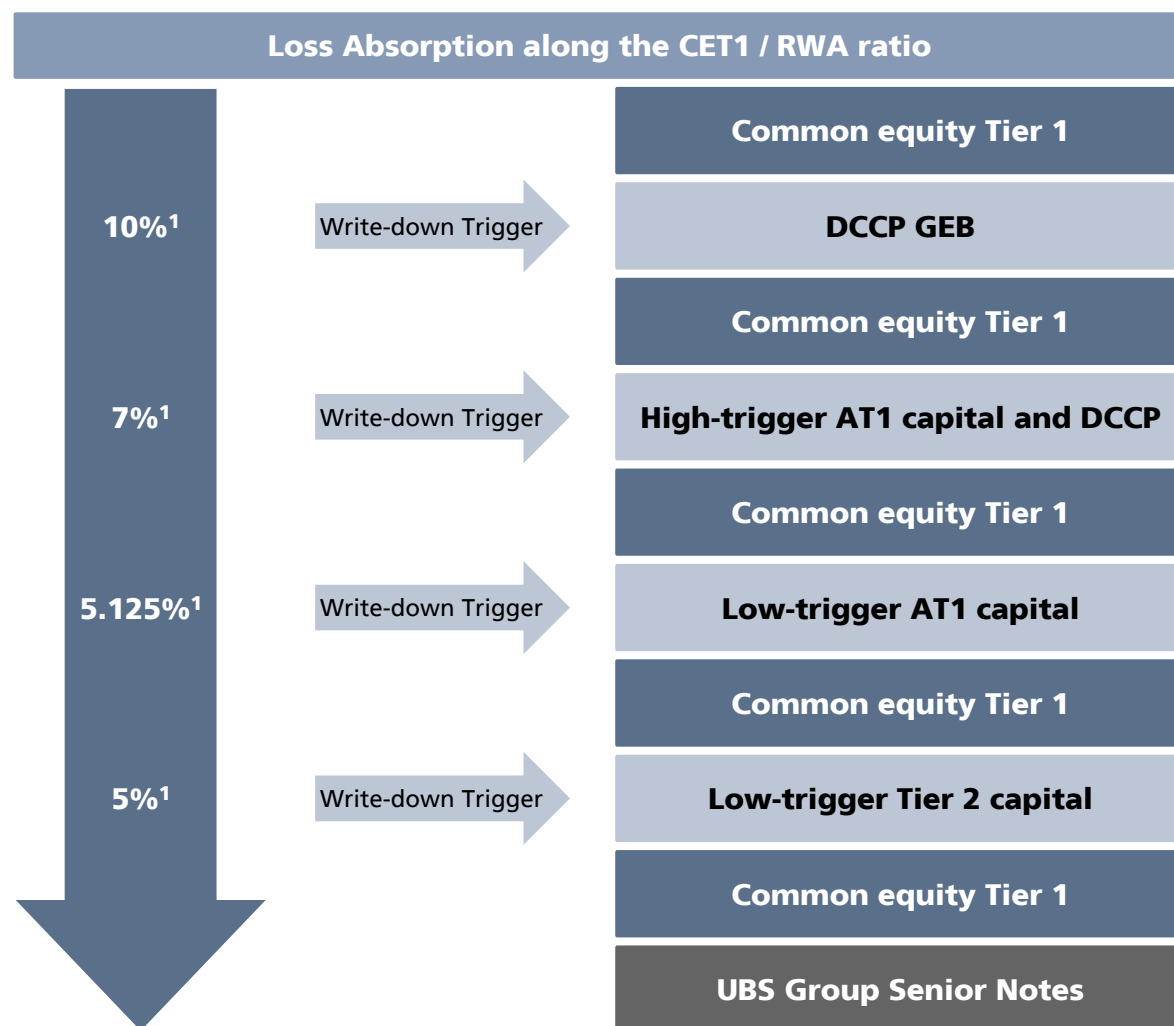 Loss Absorption along the CET1 / RWA ratio
Common equity Tier 1
10%¹
Write-down Trigger
DCCP GEB
Common equity Tier 1
7%¹
Write-down Trigger
High-trigger AT1 capital and DCCP
Common equity Tier 1
5.125%¹
Write-down Trigger
Low-trigger AT1 capital
Common equity Tier 1
5%¹
Write-down Trigger
Low-trigger Tier 2 capital
Common equity Tier 1
UBS Group Senior Notes